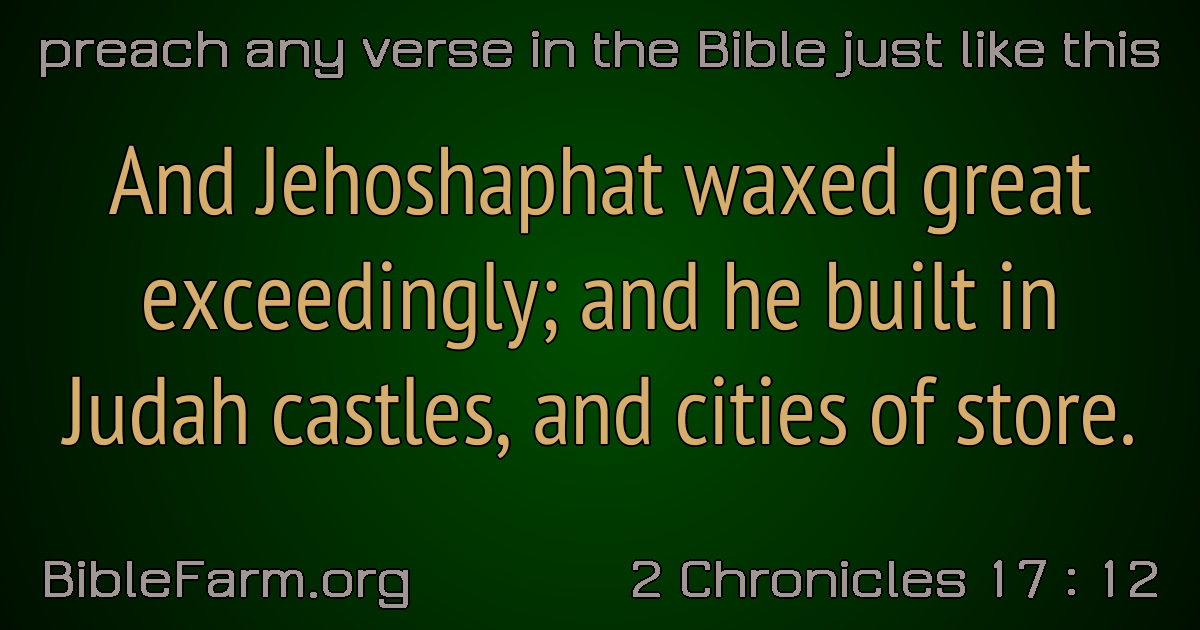 preach any verse in the Bible just like this
And Jehoshaphat waxed great
exceedingly; and he built in
Judah castles, and cities of store.
BibleFarm.org
2 Chronicles 17 : 12